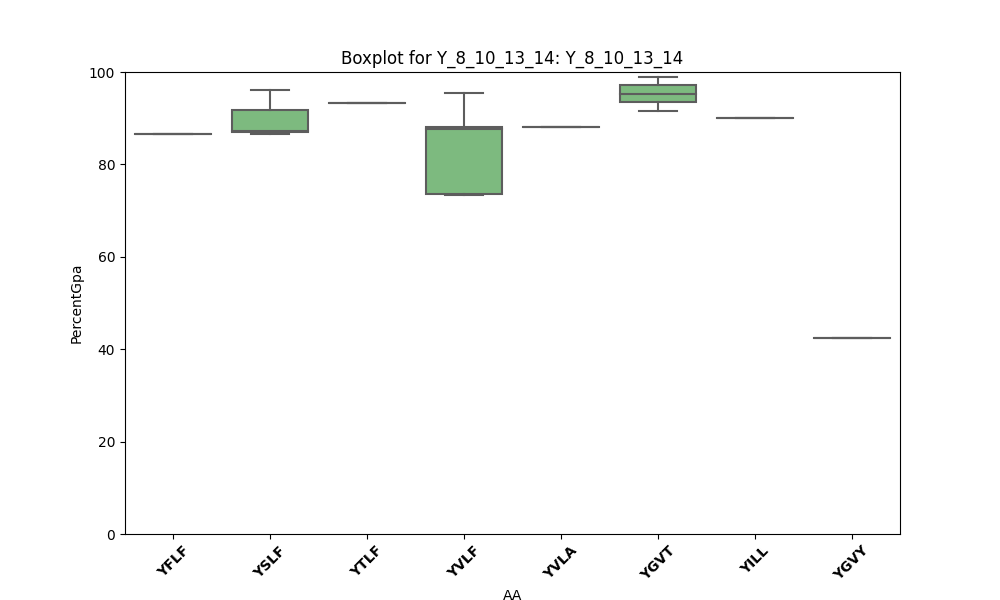 Boxplot for Y_8_10_13_14: Y_8_10_13_14
100
80
60
40
20
0
PercentGpa
YFLF
YSLF
YTLF
YVLF
YVLA
YGVT
YILL
YGVY
AA